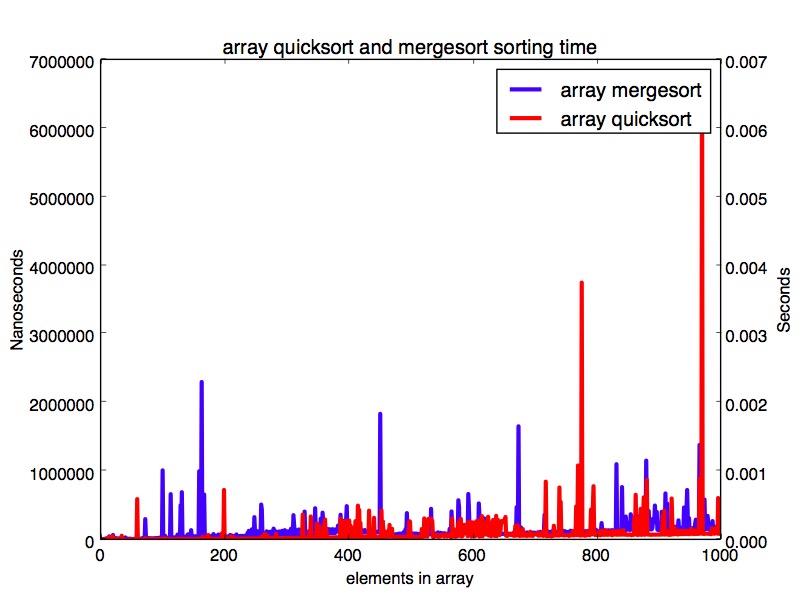 array quicksort and mergesort sorting time
7000000
6000000
5000000
4000000
3000000
2000000
1000000
0
Nanoseconds
array mergesort
array quicksort
0.007
0.006
0.005
0.004
0.003
0.002
0.001
0.000
Seconds
0 200 400 600 800 1000
elements in array